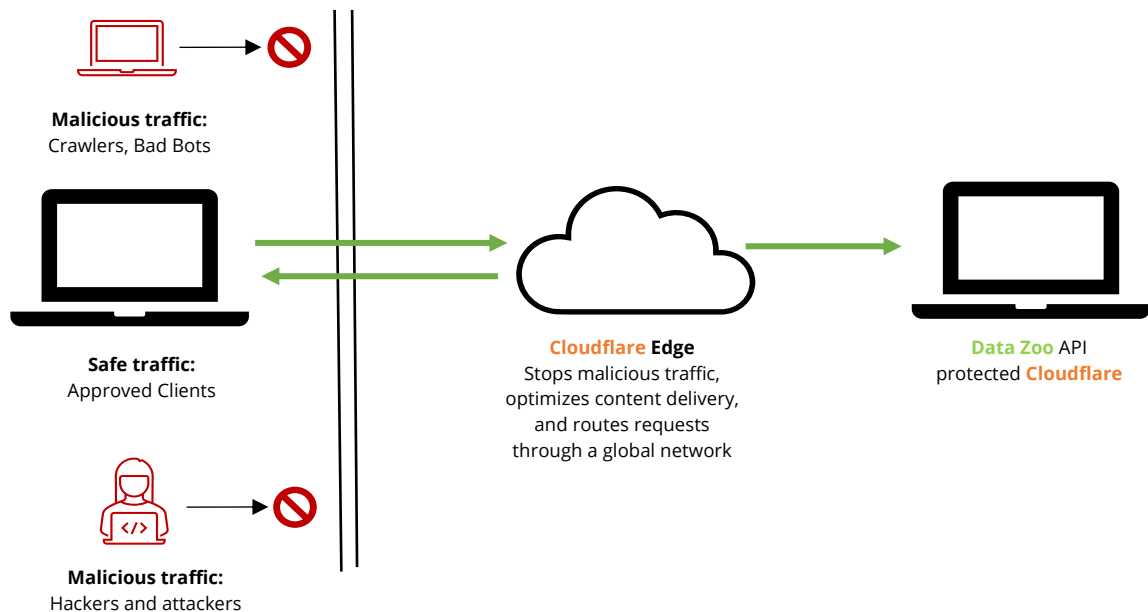 Malicious traffic:
Crawlers, Bad Bots
Safe traffic:
Approved Clients
Malicious traffic:
Hackers and attackers
Cloudflare Edge
Stops malicious traffic,
optimizes content delivery,
and routes requests
through a global network
Data Zoo API
protected Cloudflare